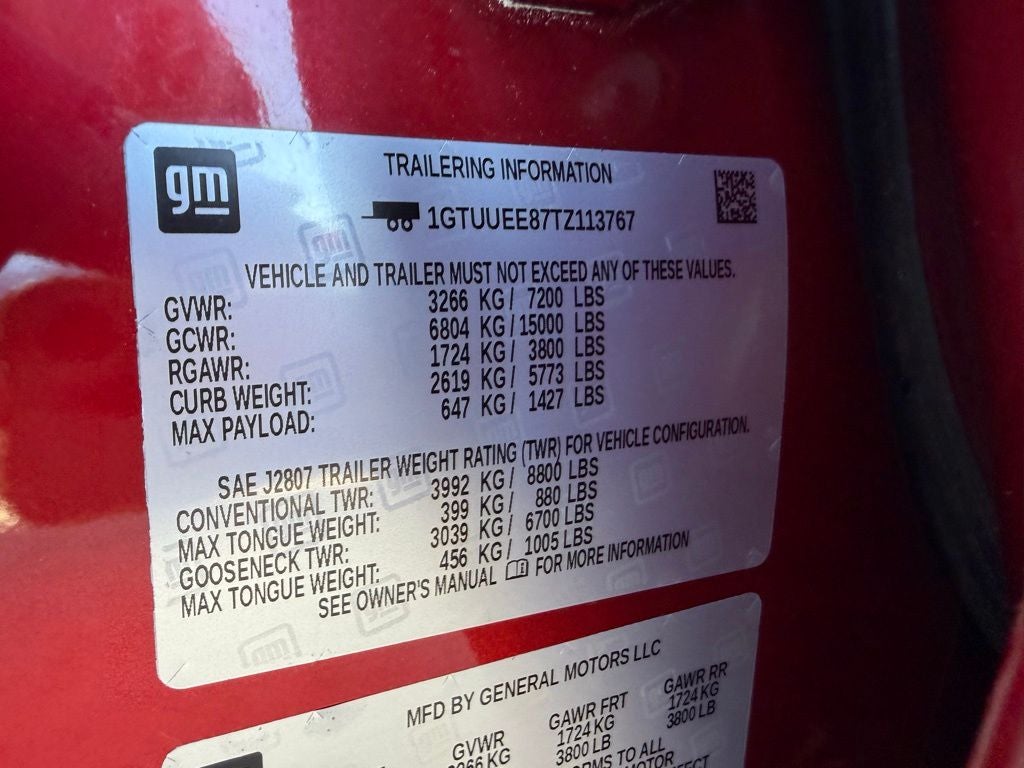 gm
TRAILERING INFORMATION
1GTUUEE87TZ113767
VEHICLE AND TRAILER MUST NOT EXCEED ANY OF THESE VALUES.
GVWR: 3266 KG / 7200 LBS
GCWR: 6804 KG / 15000 LBS
RGAWR: 1724 KG / 3800 LBS
CURB WEIGHT: 2619 KG / 5773 LBS
MAX PAYLOAD: 647 KG / 1427 LBS
SAE J2807 TRAILER WEIGHT RATING (TWR) FOR VEHICLE CONFIGURATION.
CONVENTIONAL TWR: 3992 KG / 8800 LBS
MAX TONGUE WEIGHT: 399 KG / 880 LBS
GOOSENECK TWR: 3039 KG / 6700 LBS
MAX TONGUE WEIGHT: 456 KG / 1005 LBS
SEE OWNER'S MANUAL FOR MORE INFORMATION
MFD BY GENERAL MOTORS LLC
GVWR GAWR FRT GAWR RR
KG 1724 KG 1724 KG
3800 LB 3800 LB
TO ALL
MOTOR